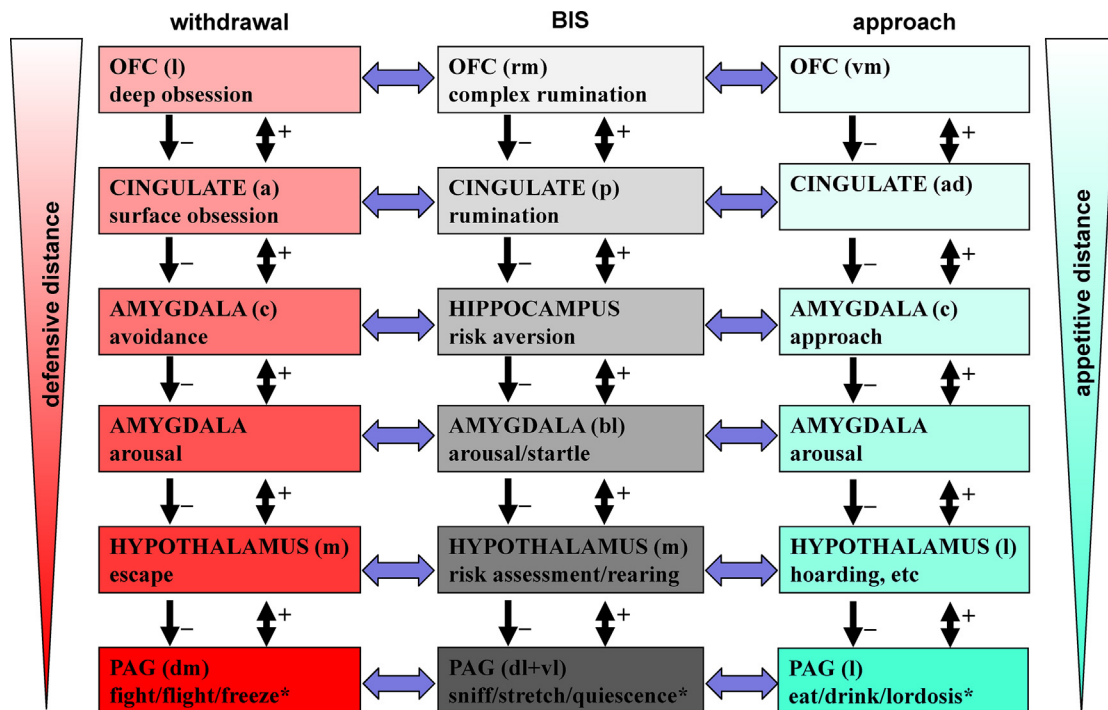 withdrawal BIS approach
OFC (l)
deep obsession
OFC (rm)
complex rumination
OFC (vm)
− + − + − +
CINGULATE (a)
surface obsession
CINGULATE (p)
rumination
CINGULATE (ad)
− + − + − +
AMYGDALA (c)
avoidance
HIPPOCAMPUS
risk aversion
AMYGDALA (c)
approach
− + − + − +
AMYGDALA
arousal
AMYGDALA (bl)
arousal/startle
AMYGDALA
arousal
− + − + − +
HYPOTHALAMUS (m)
escape
HYPOTHALAMUS (m)
risk assessment/rearing
HYPOTHALAMUS (l)
hoarding, etc
− + − + − +
PAG (dm)
fight/flight/freeze*
PAG (dl+vl)
sniff/stretch/quiescence*
PAG (l)
eat/drink/lordosis*
defensive distance
appetitive distance